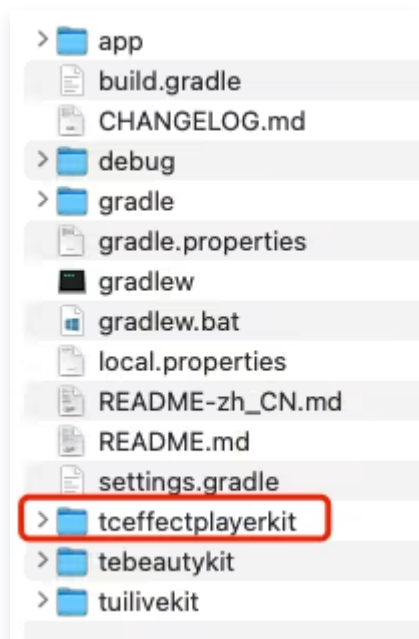 app
build.gradle
CHANGELOG.md
debug
gradle
gradle.properties
gradlew
gradlew.bat
local.properties
README-zh_CN.md
README.md
settings.gradle
tceffectplayerkit
tebeautykit
tuilivekit